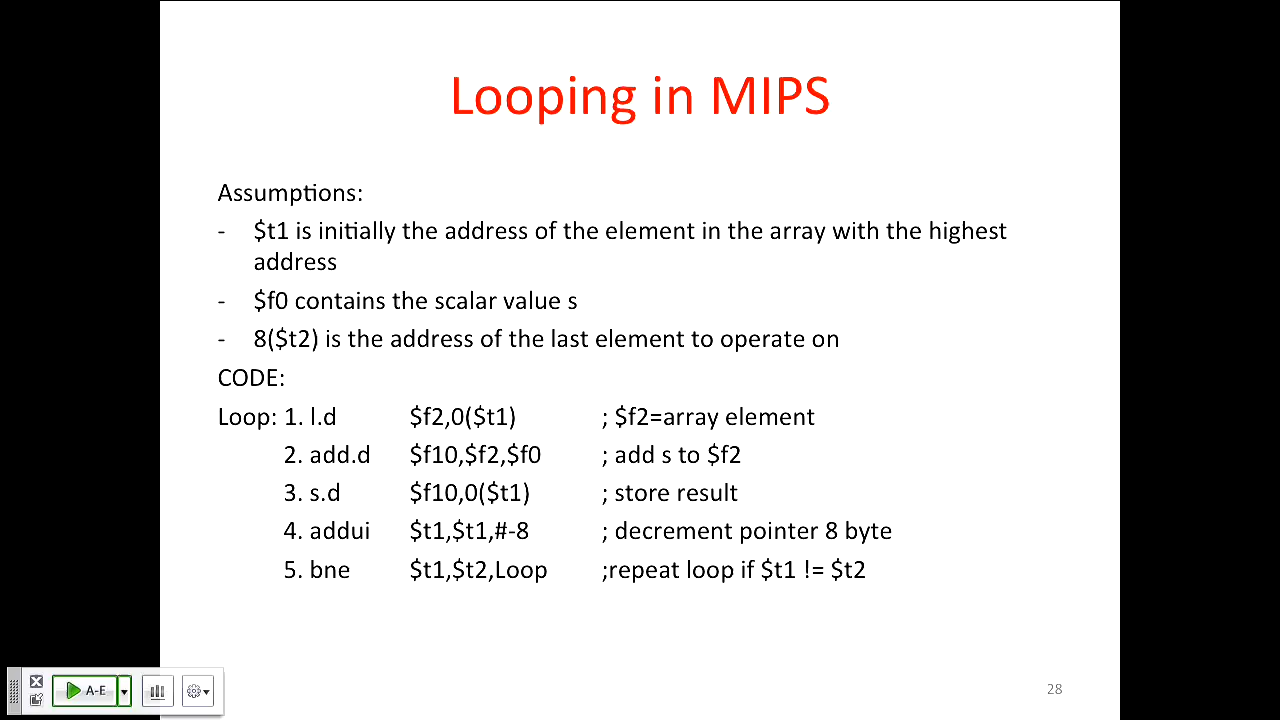 Looping in MIPS
Assumptions:
- $t1 is initially the address of the element in the array with the highest
address
- $f0 contains the scalar value s
- 8($t2) is the address of the last element to operate on
CODE:
Loop: 1. l.d $f2,0($t1) ; $f2=array element
2. add.d $f10,$f2,$f0 ; add s to $f2
3. s.d $f10,0($t1) ; store result
4. addui $t1,$t1,#-8 ; decrement pointer 8 byte
5. bne $t1,$t2,Loop ;repeat loop if $t1 != $t2
A-E
28